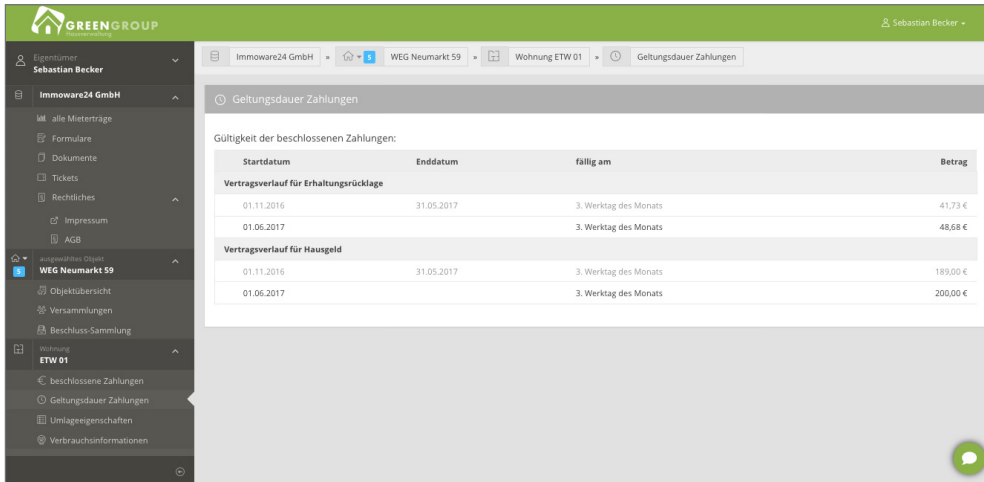 GREENGROUP
Hausverwaltung
Sebastian Becker
Eigentümer
Sebastian Becker
Immoware24 GmbH
alle Mieterträge
Formulare
Dokumente
Tickets
Rechtliches
Impressum
AGB
ausgewähltes Objekt
5 WEG Neumarkt 59
Objektübersicht
Versammlungen
Beschluss-Sammlung
Wohnung
ETW 01
beschlossene Zahlungen
Geltungsdauer Zahlungen
Umlageeigenschaften
Verbrauchsinformationen
Immoware24 GmbH » 5 WEG Neumarkt 59 » Wohnung ETW 01 » Geltungsdauer Zahlungen
Geltungsdauer Zahlungen
Gültigkeit der beschlossenen Zahlungen:
Startdatum Enddatum fällig am Betrag
Vertragsverlauf für Erhaltungsrücklage
01.11.2016 31.05.2017 3. Werktag des Monats 41,73 €
01.06.2017 3. Werktag des Monats 48,68 €
Vertragsverlauf für Hausgeld
01.11.2016 31.05.2017 3. Werktag des Monats 189,00 €
01.06.2017 3. Werktag des Monats 200,00 €